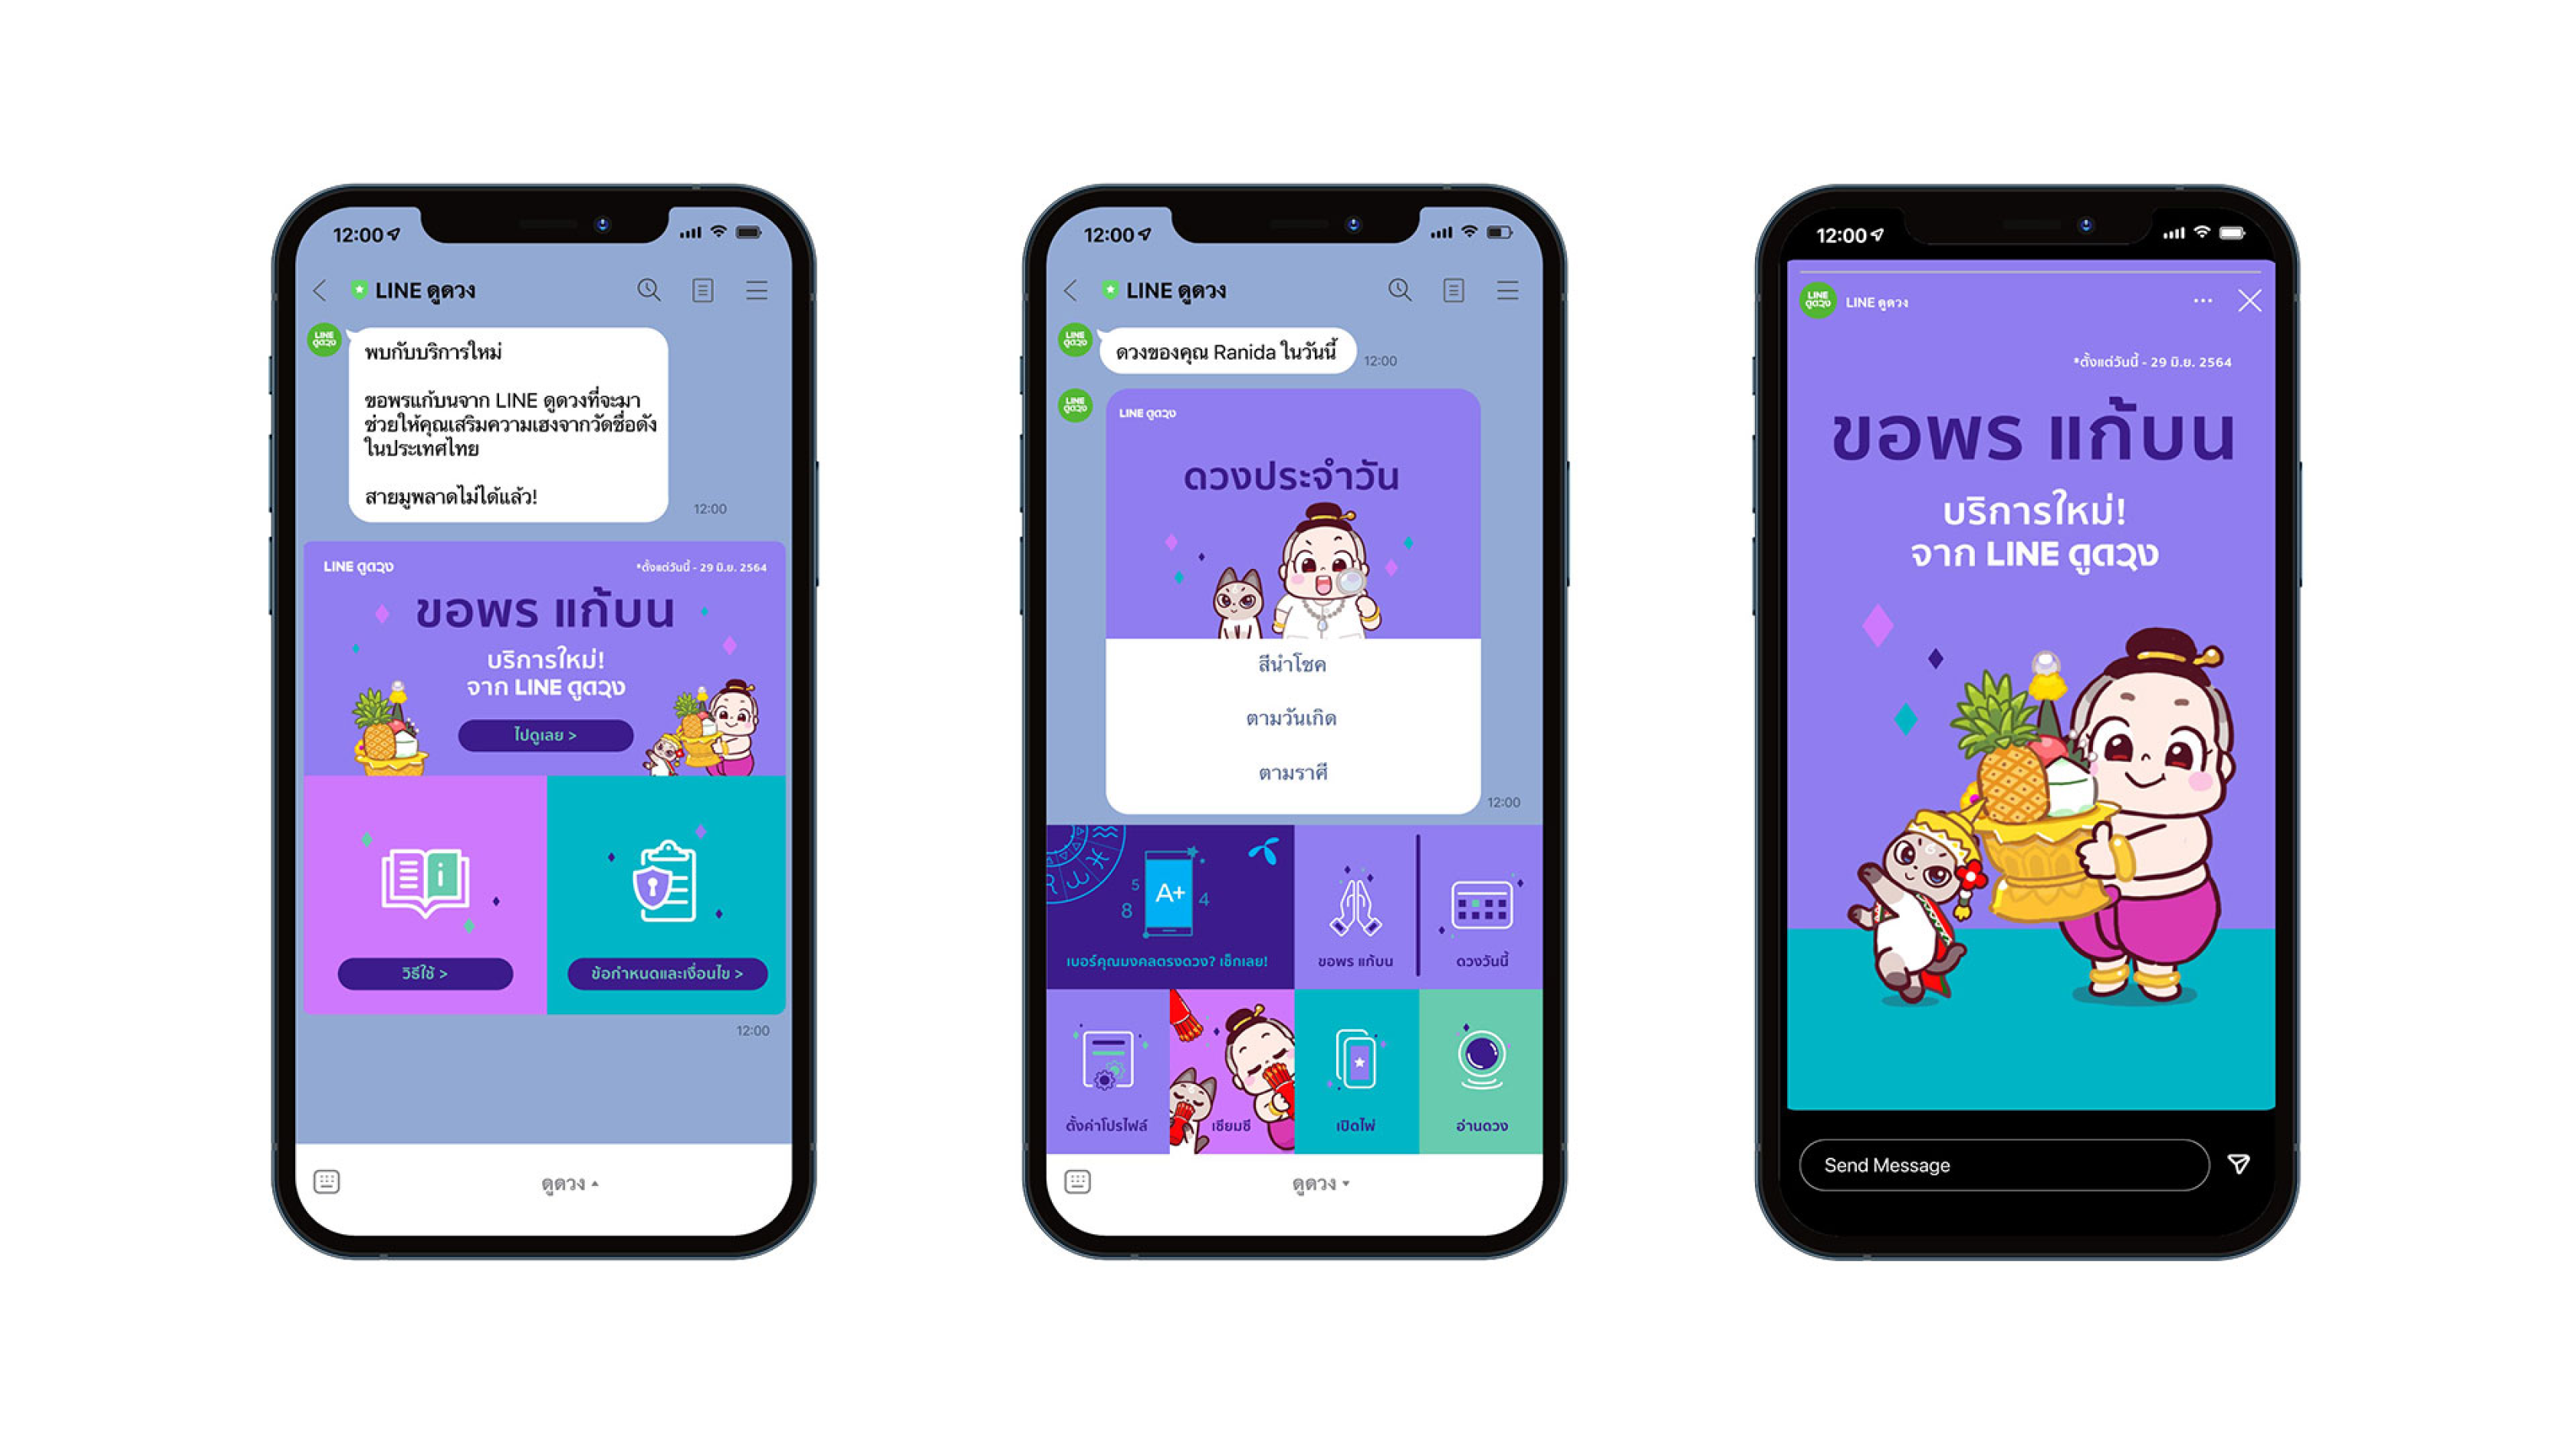 12:00
LINE ดูดวง
LINE ดูดวง
พบกับบริการใหม่
ขอพรแก้บนจาก LINE ดูดวงที่จะมา
ช่วยให้คุณเสริมความเฮงจากวัดชื่อดัง
ในประเทศไทย
สายมูพลาดไม่ได้แล้ว!
12:00
LINE ดูดวง
*ตั้งแต่วันนี้ - 29 มิ.ย. 2564
ขอพร แก้บน
บริการใหม่!
จาก LINE ดูดวง
ไปดูเลย >
i
วิธีใช้ >
ข้อกำหนดและเงื่อนไข >
12:00
ดูดวง
12:00
LINE ดูดวง
LINE ดูดวง
ดวงของคุณ Ranida ในวันนี้
12:00
LINE ดูดวง
LINE ดูดวง
ดวงประจำวัน
สีนำโชค
ตามวันเกิด
ตามราศี
12:00
5
A+
4
8
เบอร์คุณมงคลตรงดวง? เช็กเลย!
ขอพร แก้บน
ดวงวันนี้
ตั้งค่าโปรไฟล์
เซียมซี
เปิดไพ่
อ่านดวง
ดูดวง
12:00
LINE ดูดวง
LINE ดูดวง
*ตั้งแต่วันนี้ - 29 มิ.ย. 2564
ขอพร แก้บน
บริการใหม่!
จาก LINE ดูดวง
Send Message